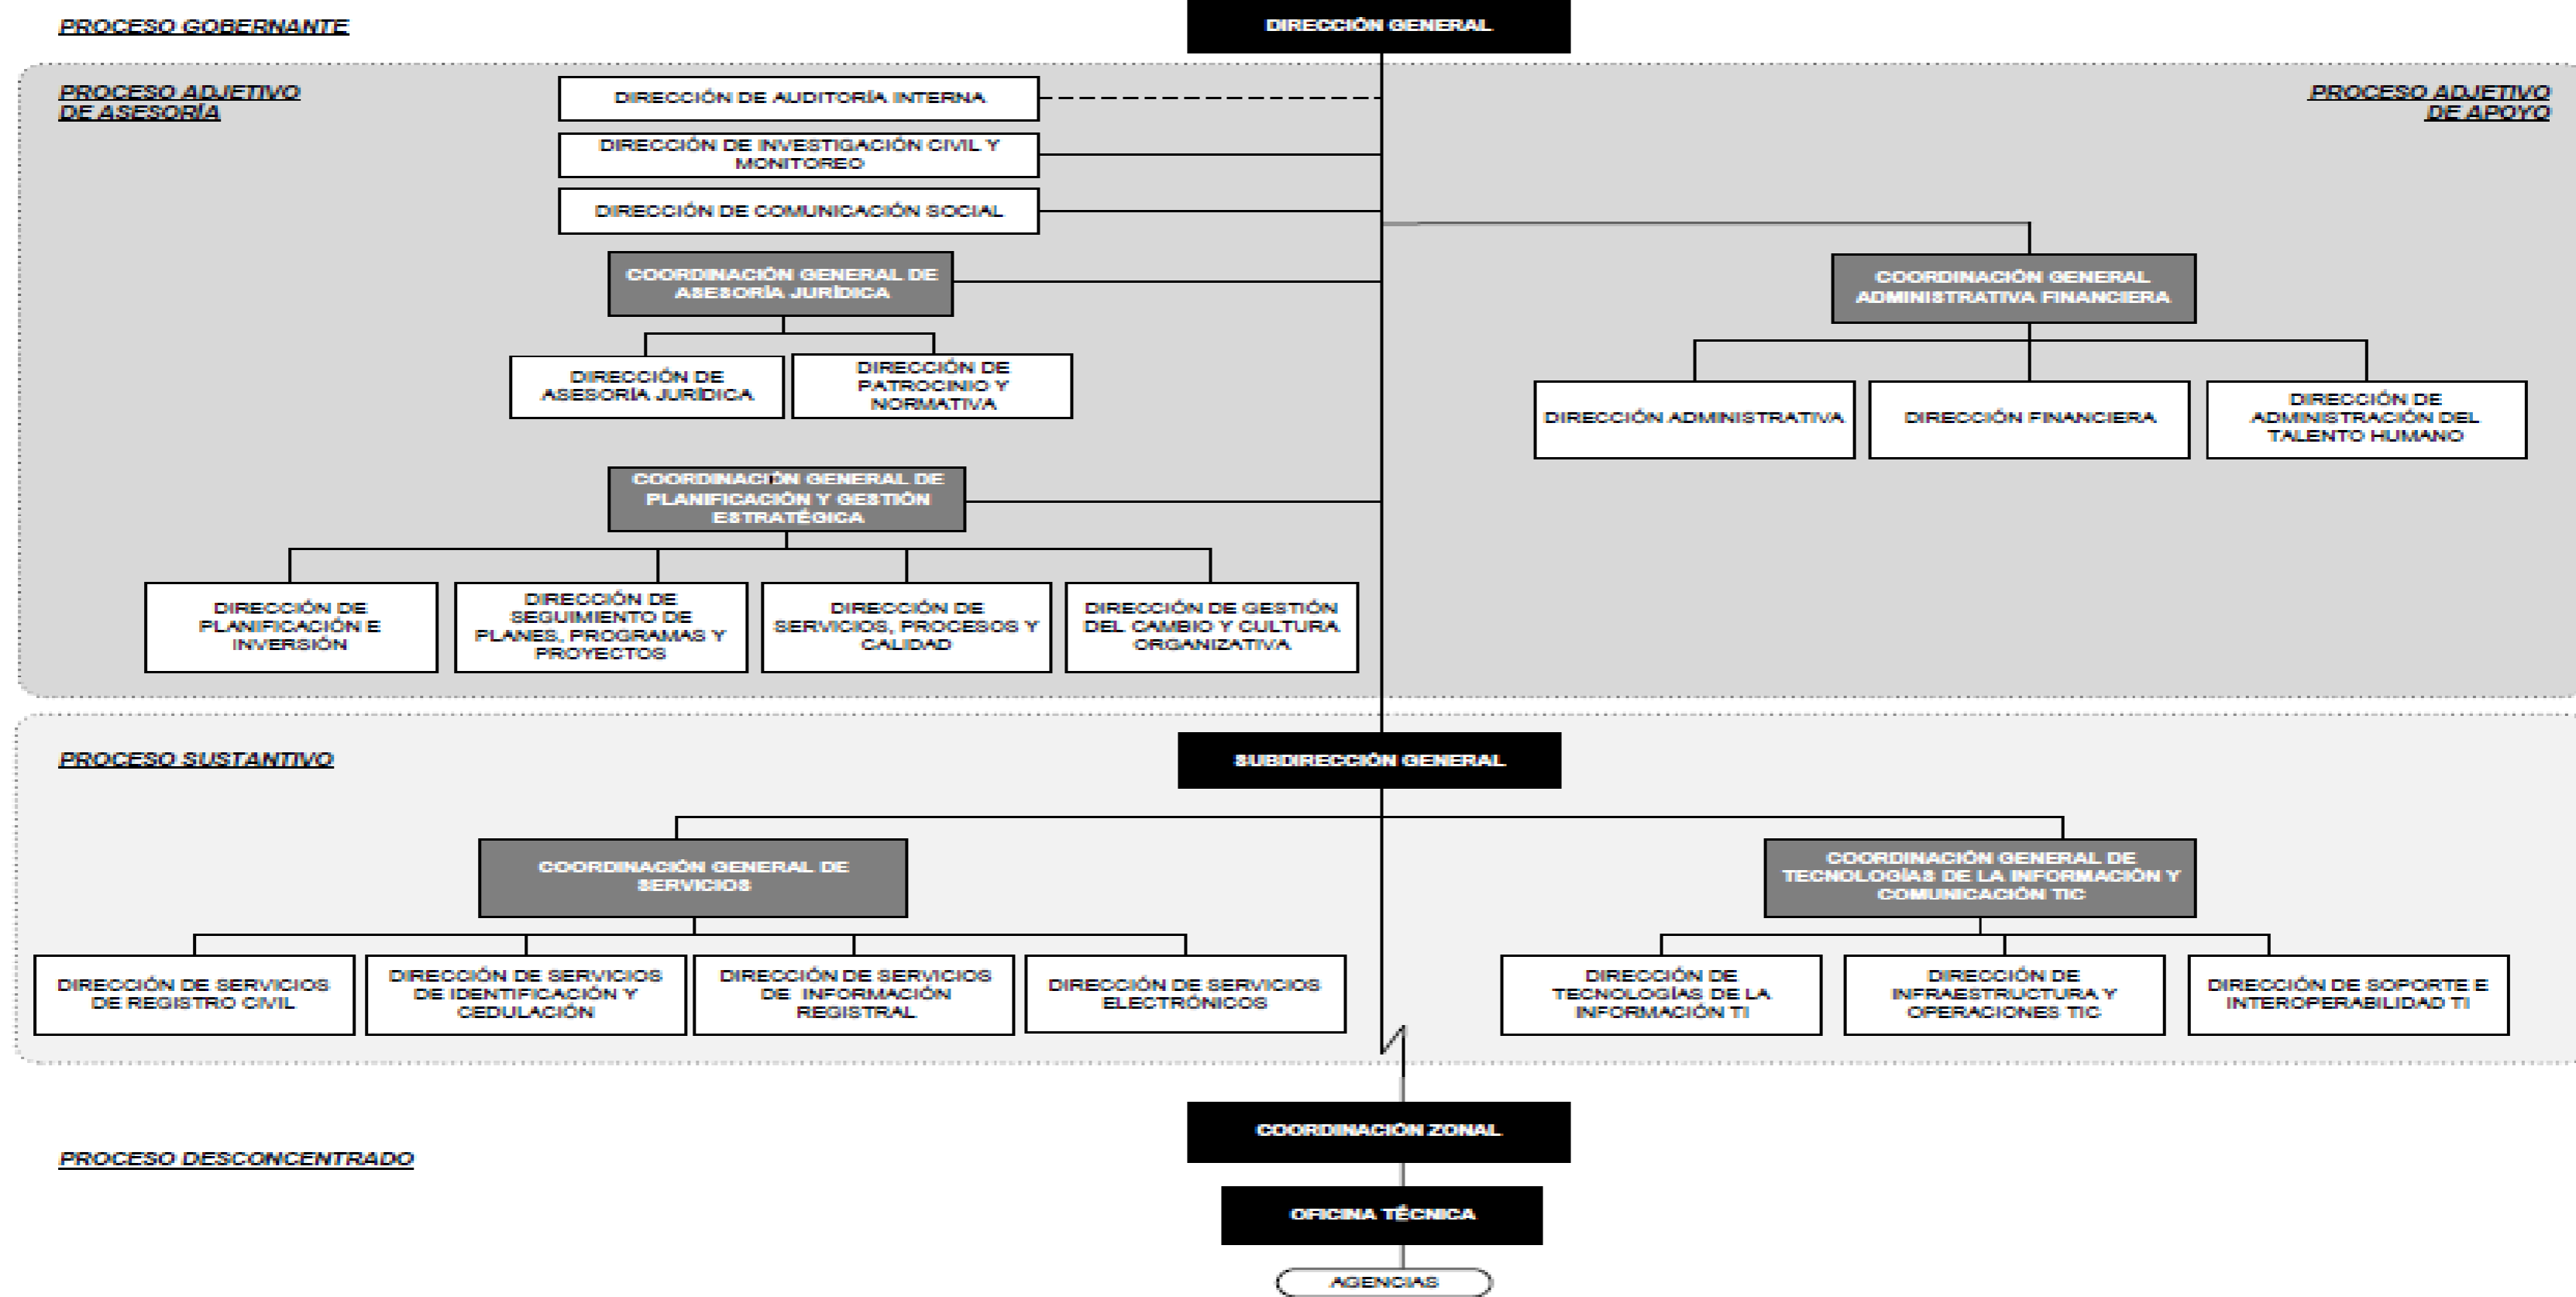 PROCESO GOBERNANTE
DIRECCIÓN GENERAL
PROCESO ADJETIVO
DE ASESORÍA
PROCESO ADJETIVO
DE APOYO
DIRECCIÓN DE AUDITORÍA INTERNA
DIRECCIÓN DE INVESTIGACIÓN CIVIL Y
MONITOREO
DIRECCIÓN DE COMUNICACIÓN SOCIAL
COORDINACIÓN GENERAL DE
ASESORÍA JURÍDICA
DIRECCIÓN DE
ASESORÍA JURÍDICA
DIRECCIÓN DE
PATROCINIO Y
NORMATIVA
COORDINACIÓN GENERAL
ADMINISTRATIVA FINANCIERA
DIRECCIÓN ADMINISTRATIVA
DIRECCIÓN FINANCIERA
DIRECCIÓN DE
ADMINISTRACIÓN DEL
TALENTO HUMANO
COORDINACIÓN GENERAL DE
PLANIFICACIÓN Y GESTIÓN
ESTRATÉGICA
DIRECCIÓN DE
PLANIFICACIÓN E
INVERSIÓN
DIRECCIÓN DE
SEGUIMIENTO DE
PLANES, PROGRAMAS Y
PROYECTOS
DIRECCIÓN DE
SERVICIOS, PROCESOS Y
CALIDAD
DIRECCIÓN DE GESTIÓN
DEL CAMBIO Y CULTURA
ORGANIZATIVA
PROCESO SUSTANTIVO
SUBDIRECCIÓN GENERAL
COORDINACIÓN GENERAL DE
SERVICIOS
COORDINACIÓN GENERAL DE
TECNOLOGÍAS DE LA INFORMACIÓN Y
COMUNICACIÓN TIC
DIRECCIÓN DE SERVICIOS
DE REGISTRO CIVIL
DIRECCIÓN DE SERVICIOS
DE IDENTIFICACIÓN Y
CEDULACIÓN
DIRECCIÓN DE SERVICIOS
DE INFORMACIÓN
REGISTRAL
DIRECCIÓN DE SERVICIOS
ELECTRÓNICOS
DIRECCIÓN DE
TECNOLOGÍAS DE LA
INFORMACIÓN TI
DIRECCIÓN DE
INFRAESTRUCTURA Y
OPERACIONES TIC
DIRECCIÓN DE SOPORTE E
INTEROPERABILIDAD TI
COORDINACIÓN ZONAL
PROCESO DESCONCENTRADO
OFICINA TÉCNICA
AGENCIAS